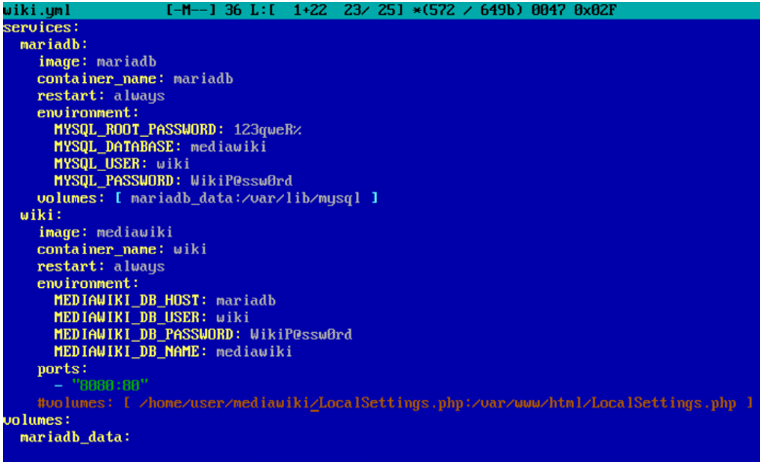 wiki.yml [-M--] 36 L:[ 1+22 23/ 25] *(572 / 649b) 0047 0x02F
services:
  mariadb:
    image: mariadb
    container_name: mariadb
    restart: always
    environment:
      MYSQL_ROOT_PASSWORD: 123qweR%
      MYSQL_DATABASE: mediawiki
      MYSQL_USER: wiki
      MYSQL_PASSWORD: WikiP@ssw0rd
    volumes: [ mariadb_data:/var/lib/mysql ]
  wiki:
    image: mediawiki
    container_name: wiki
    restart: always
    environment:
      MEDIAWIKI_DB_HOST: mariadb
      MEDIAWIKI_DB_USER: wiki
      MEDIAWIKI_DB_PASSWORD: WikiP@ssw0rd
      MEDIAWIKI_DB_NAME: mediawiki
    ports:
      - "8080:80"
    #volumes: [ /home/user/mediawiki/LocalSettings.php:/var/www/html/LocalSettings.php ]
volumes:
  mariadb_data: